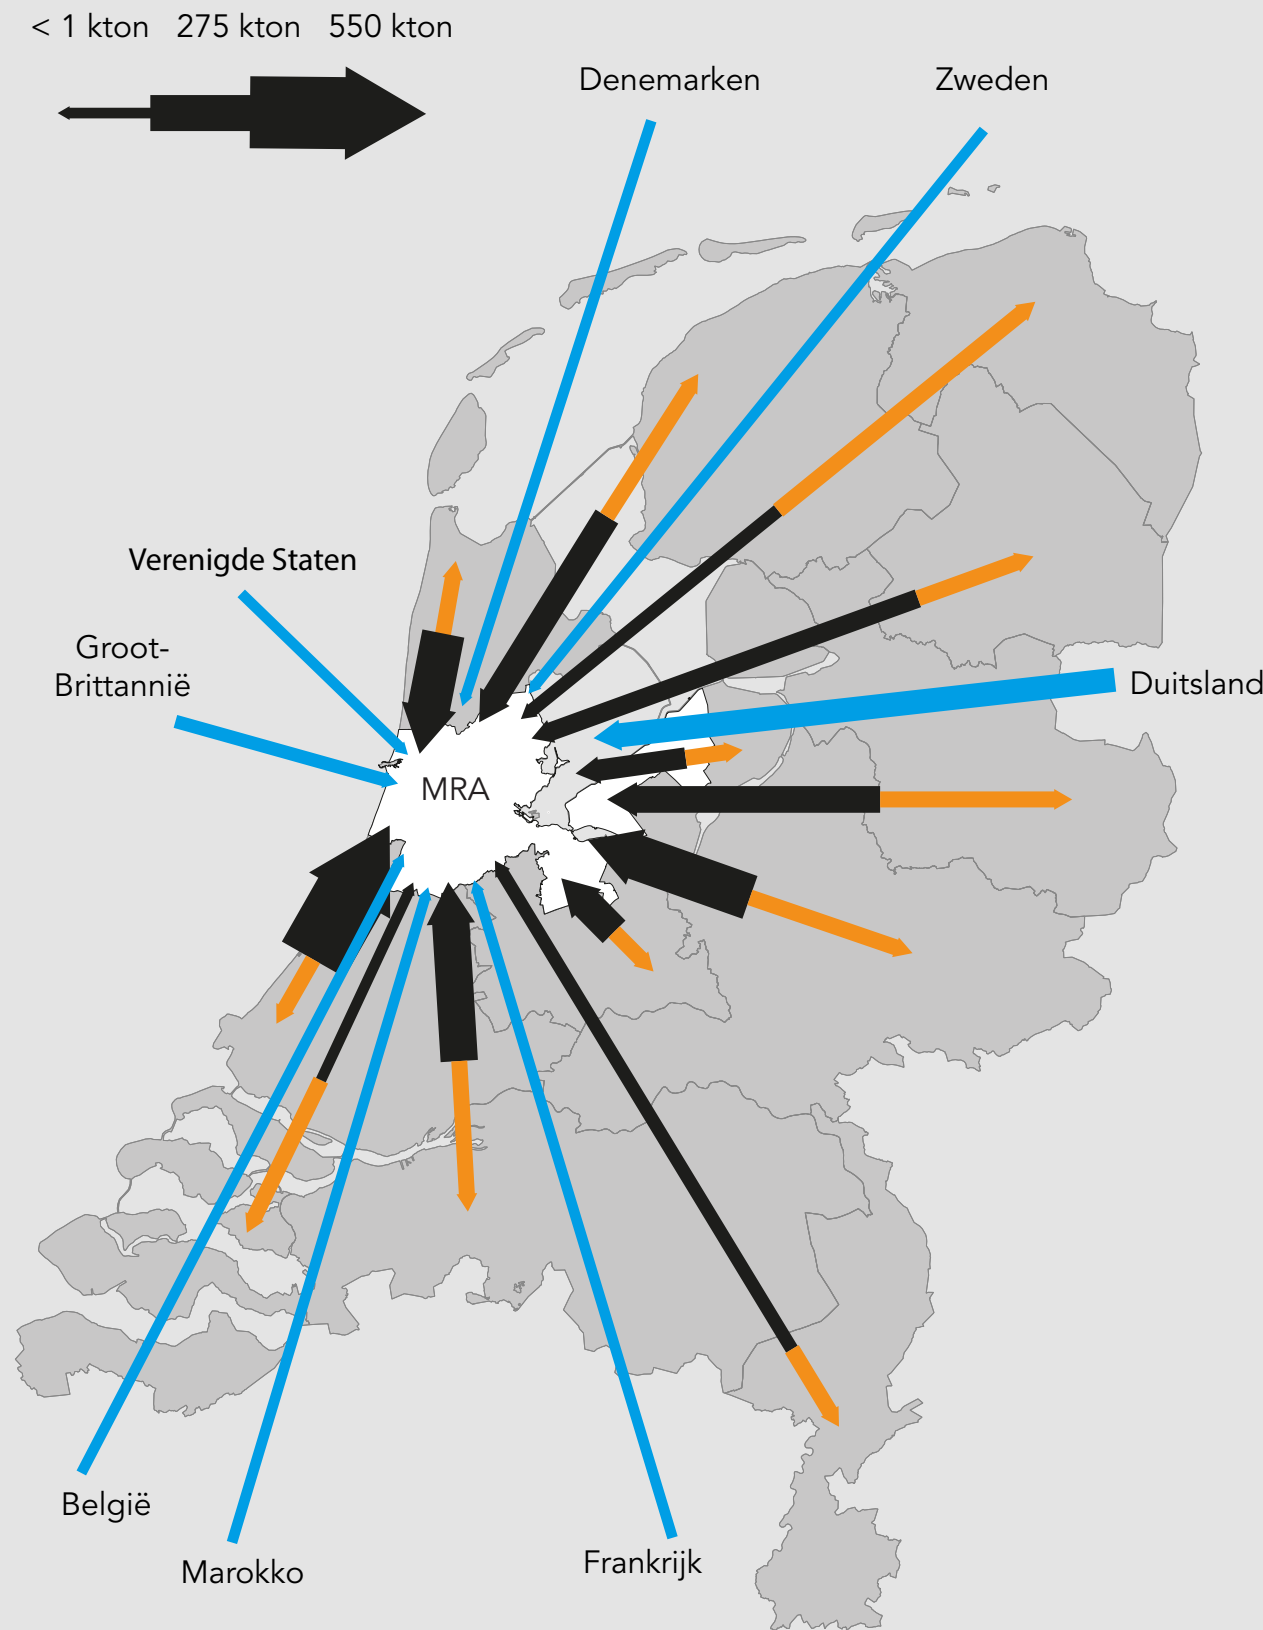 < 1 kton 275 kton 550 kton
Denemarken
Zweden
Verenigde Staten
Groot-
Brittannië
Duitsland
MRA
België
Marokko
Frankrijk